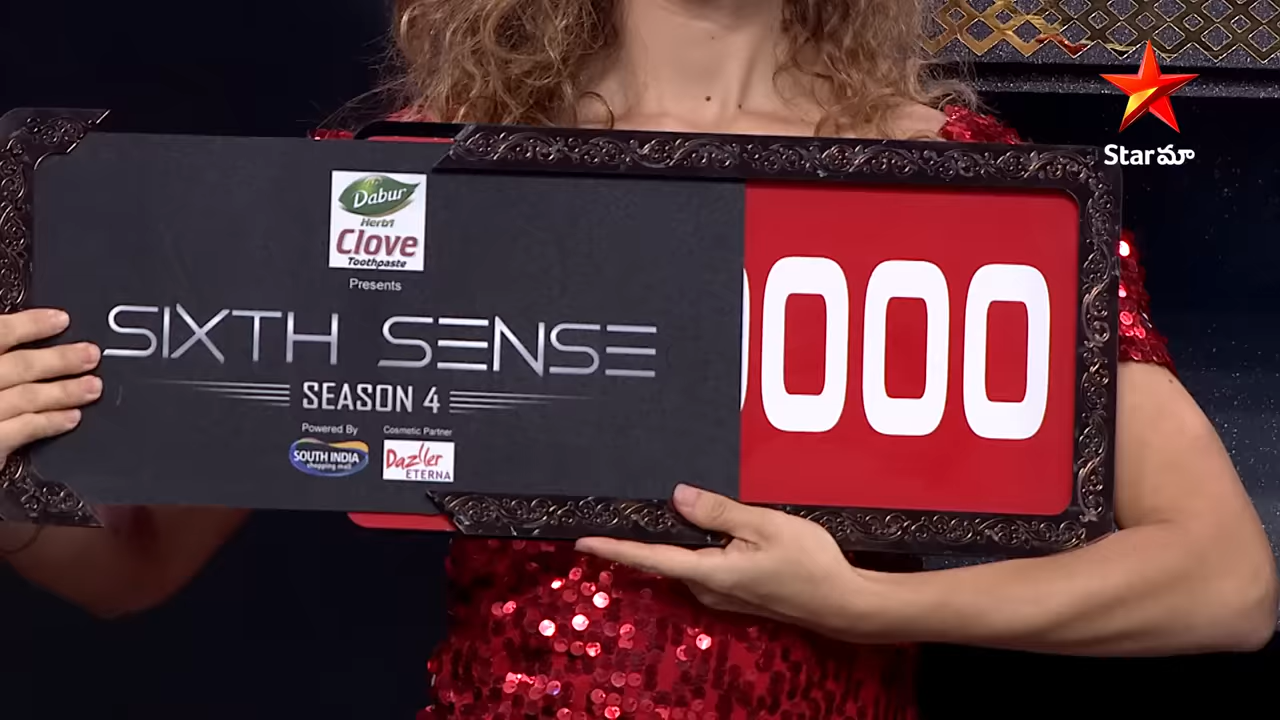 Starమా
Dabur
Herb'l
Clove
Toothpaste
Presents
SIXTH SENSE
SEASON 4
Powered By
Cosmetic Partner
SOUTH INDIA
shopping mall
Dazller
ETERNA
000